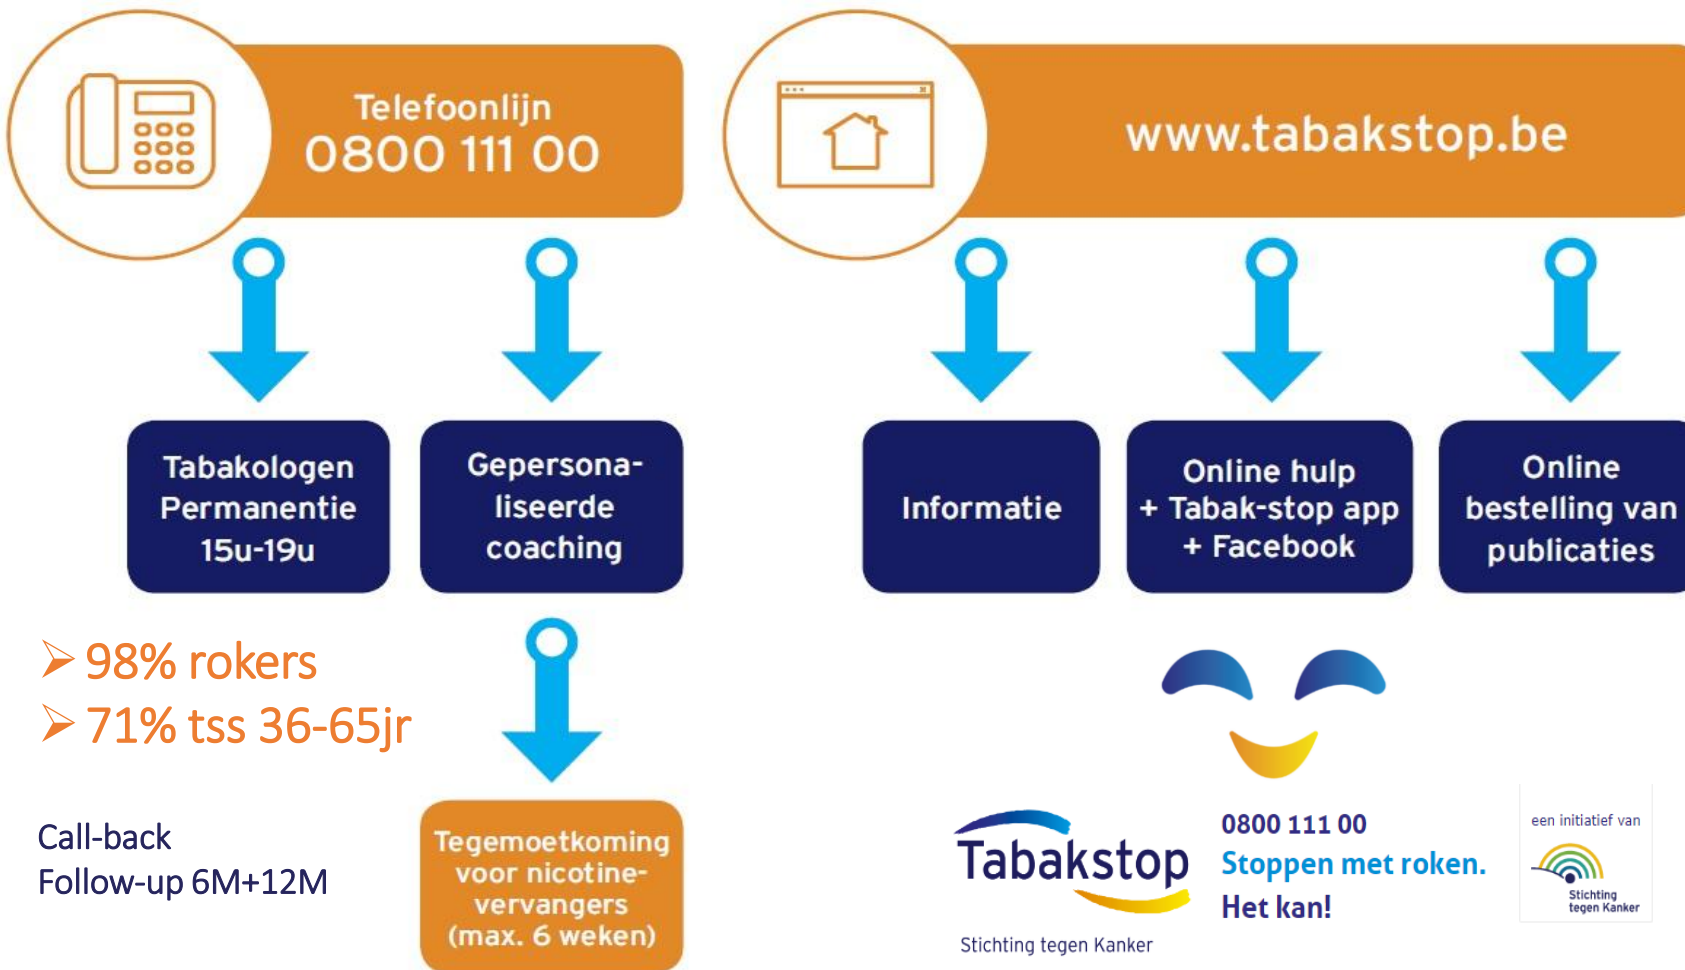 Telefoonlijn
0800 111 00
www.tabakstop.be
Tabakologen
Permanentie
15u-19u
Gepersona-
liseerde
coaching
Informatie
Online hulp
+ Tabak-stop app
+ Facebook
Online
bestelling van
publicaties
98% rokers
71% tss 36-65jr
Call-back
Follow-up 6M+12M
Tegemoetkoming
voor nicotine-
vervangers
(max. 6 weken)
Tabakstop
Stichting tegen Kanker
0800 111 00
Stoppen met roken.
Het kan!
een initiatief van
Stichting
tegen Kanker